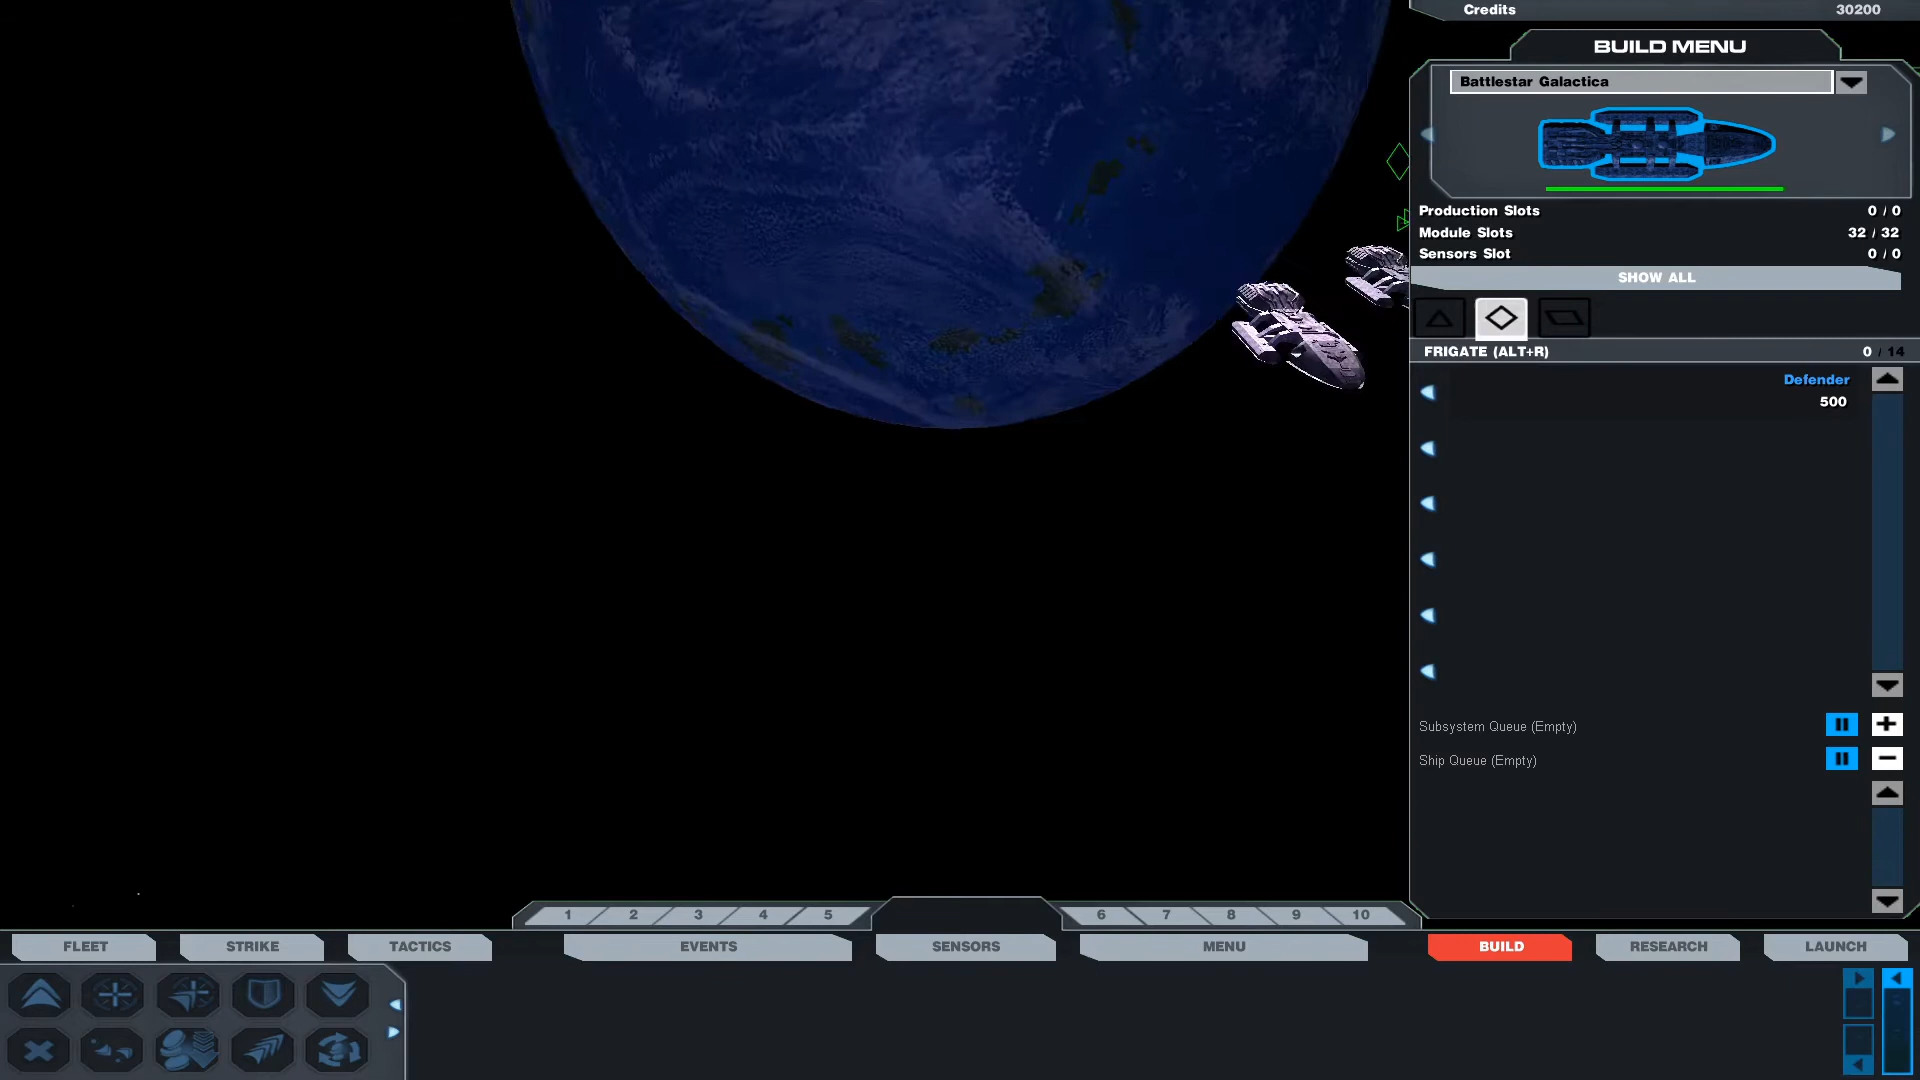 Credits 30200
BUILD MENU
Battlestar Galactica
Production Slots 0 / 0
Module Slots 32 / 32
Sensors Slot 0 / 0
SHOW ALL
FRIGATE (ALT+R) 0 / 14
Defender
500
Subsystem Queue (Empty)
Ship Queue (Empty)
1 2 3 4 5 6 7 8 9 10
FLEET STRIKE TACTICS EVENTS SENSORS MENU BUILD RESEARCH LAUNCH